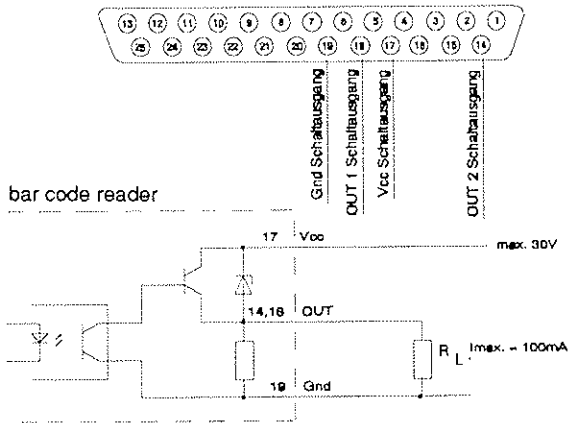 13 12 11 10 9 8 7 6 5 4 3 2 1
25 24 23 22 21 20 19 18 17 16 15 14
Gnd Schaltausgang
OUT 1 Schaltausgang
Vcc Schaltausgang
OUT 2 Schaltausgang
bar code reader
17 Vcc
max. 30V
14,18 OUT
R L
Imax. = 100mA
19 Gnd